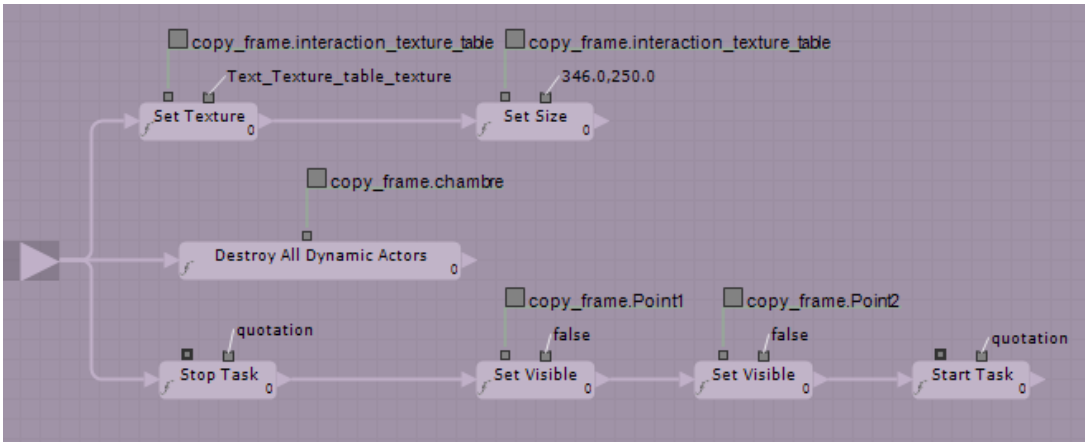 copy_frame.interaction_texture_table copy_frame.interaction_texture_table
Text_Texture_table_texture 346.0,250.0
Set Texture Set Size
f 0 f 0
copy_frame.chambre
Destroy All Dynamic Actors
f 0
copy_frame.Point1 copy_frame.Point2
quotation false false quotation
Stop Task Set Visible Set Visible Start Task
f 0 f 0 f 0 f 0